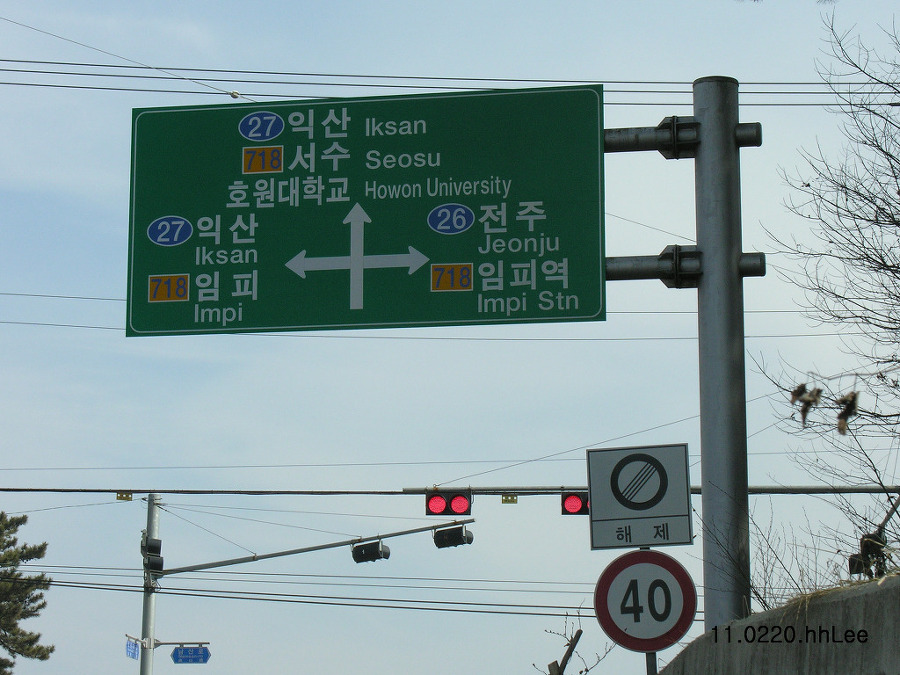 27 익산 Iksan
718 서수 Seosu
호원대학교 Howon University
27 익산
Iksan
718 임피
Impi
26 전주
Jeonju
718 임피역
Impi Stn
해 제
40
11.0220.hhLee